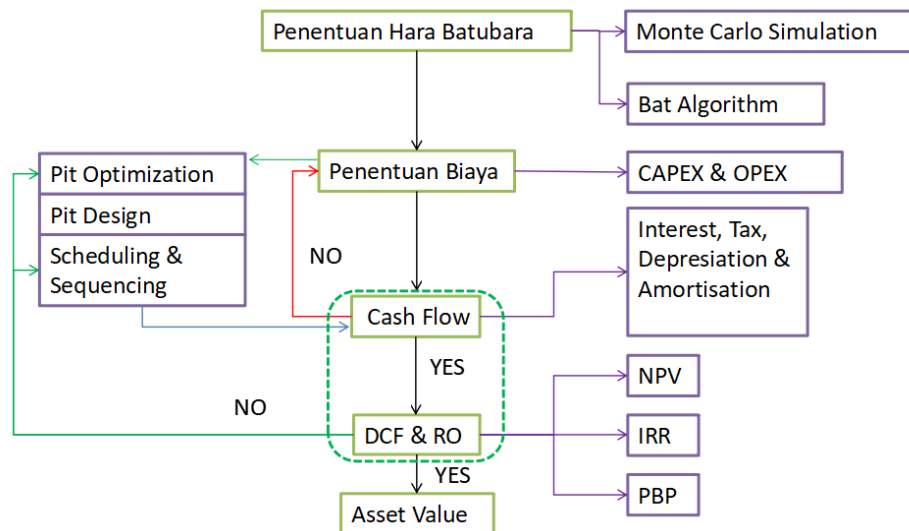 Penentuan Hara Batubara
Monte Carlo Simulation
Bat Algorithm
Pit Optimization
Pit Design
Scheduling &
Sequencing
Penentuan Biaya
CAPEX & OPEX
Interest, Tax,
Depresiation &
Amortisation
NO
Cash Flow
YES
NO
DCF & RO
NPV
IRR
PBP
YES
Asset Value